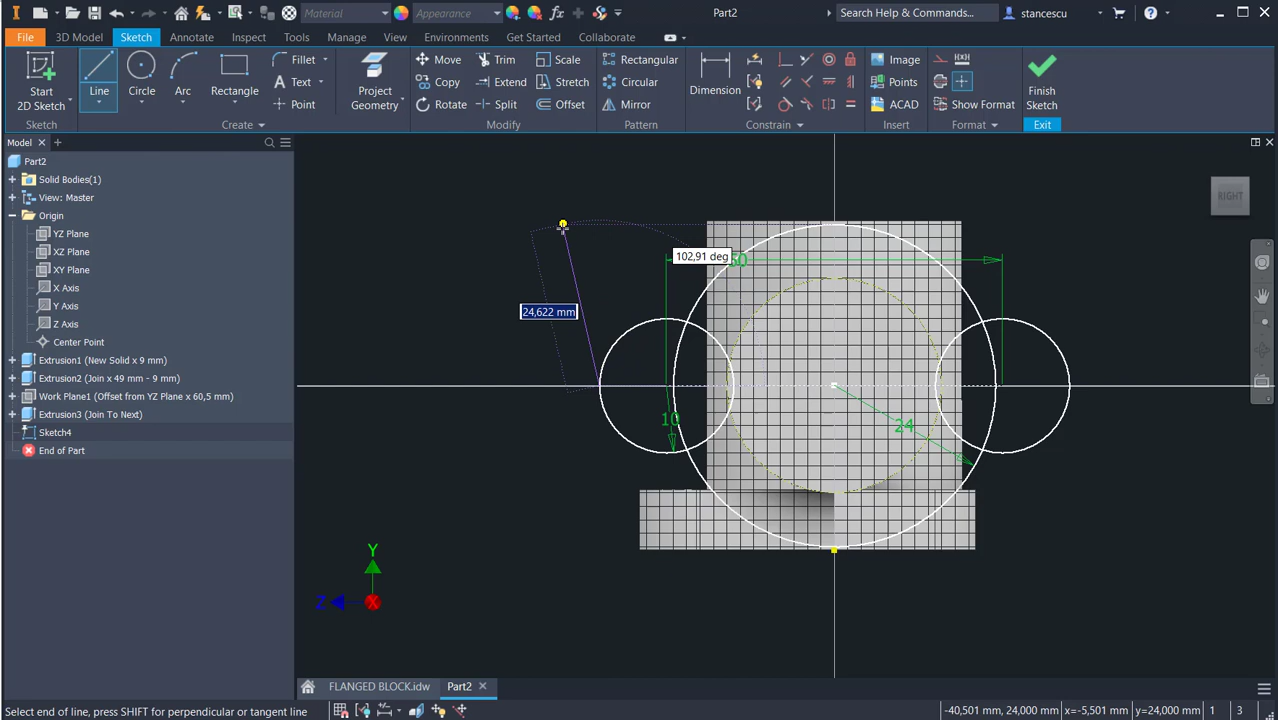 Material
Appearance
Part2
Search Help & Commands...
stancescu
File
3D Model
Sketch
Annotate
Inspect
Tools
Manage
View
Environments
Get Started
Collaborate
Start
2D Sketch
Line
Circle
Arc
Rectangle
Fillet
Text
Point
Project
Geometry
Move
Trim
Scale
Copy
Extend
Stretch
Rotate
Split
Offset
Rectangular
Circular
Mirror
Dimension
Image
Points
ACAD
Show Format
Finish
Sketch
Sketch
Create
Modify
Pattern
Constrain
Insert
Format
Exit
Model
Part2
Solid Bodies(1)
View: Master
Origin
YZ Plane
XZ Plane
XY Plane
X Axis
Y Axis
Z Axis
Center Point
Extrusion1 (New Solid x 9 mm)
Extrusion2 (Join x 49 mm - 9 mm)
Work Plane1 (Offset from YZ Plane x 60,5 mm)
Extrusion3 (Join To Next)
Sketch4
End of Part
RIGHT
102,91 deg
50
24,622 mm
10
24
Y
Z
X
FLANGED BLOCK.idw
Part2
Select end of line, press SHIFT for perpendicular or tangent line
-40,501 mm, 24,000 mm
x=-5,501 mm
y=24,000 mm
1
3